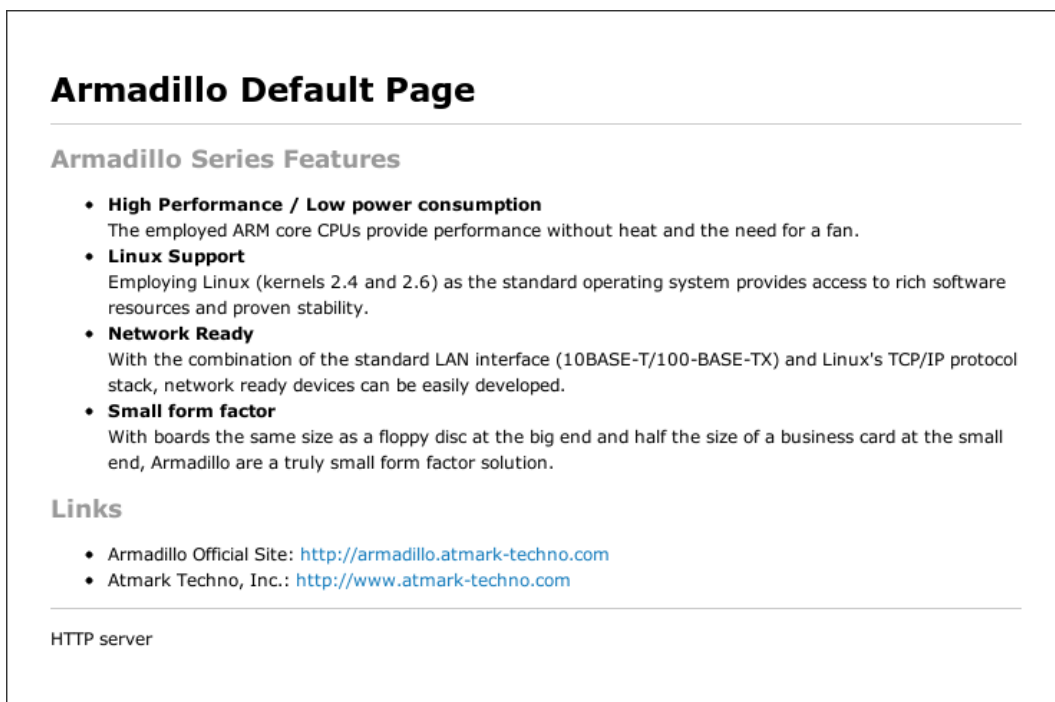 Armadillo Default Page
Armadillo Series Features
High Performance / Low power consumption
The employed ARM core CPUs provide performance without heat and the need for a fan.
Linux Support
Employing Linux (kernels 2.4 and 2.6) as the standard operating system provides access to rich software
resources and proven stability.
Network Ready
With the combination of the standard LAN interface (10BASE-T/100-BASE-TX) and Linux's TCP/IP protocol
stack, network ready devices can be easily developed.
Small form factor
With boards the same size as a floppy disc at the big end and half the size of a business card at the small
end, Armadillo are a truly small form factor solution.
Links
Armadillo Official Site: http://armadillo.atmark-techno.com
Atmark Techno, Inc.: http://www.atmark-techno.com
HTTP server